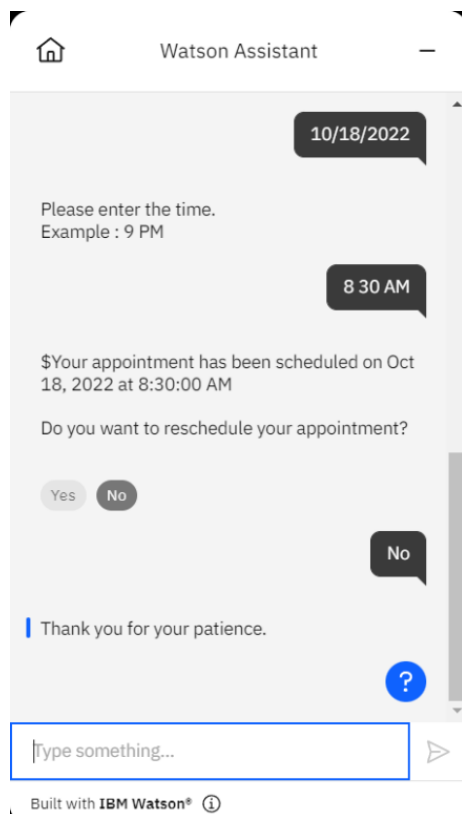 Watson Assistant
10/18/2022
Please enter the time.
Example : 9 PM
8 30 AM
$Your appointment has been scheduled on Oct
18, 2022 at 8:30:00 AM
Do you want to reschedule your appointment?
Yes No
No
Thank you for your patience.
?
Type something...
Built with IBM Watson®